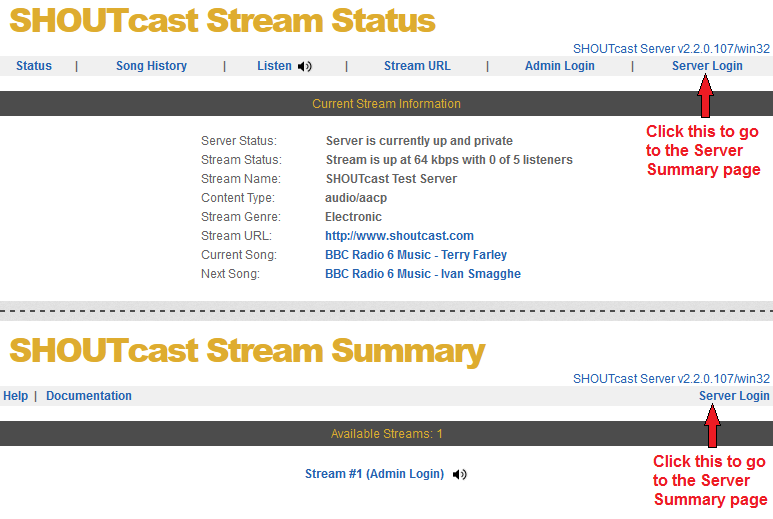 SHOUTcast Stream Status
SHOUTcast Server v2.2.0.107/win32
Status | Song History | Listen | Stream URL | Admin Login | Server Login
Click this to go
to the Server
Summary page
Current Stream Information
Server Status: Server is currently up and private
Stream Status: Stream is up at 64 kbps with 0 of 5 listeners
Stream Name: SHOUTcast Test Server
Content Type: audio/aacp
Stream Genre: Electronic
Stream URL: http://www.shoutcast.com
Current Song: BBC Radio 6 Music - Terry Farley
Next Song: BBC Radio 6 Music - Ivan Smagghe
SHOUTcast Stream Summary
SHOUTcast Server v2.2.0.107/win32
Help | Documentation Server Login
Available Streams: 1
Stream #1 (Admin Login)
Click this to go
to the Server
Summary page